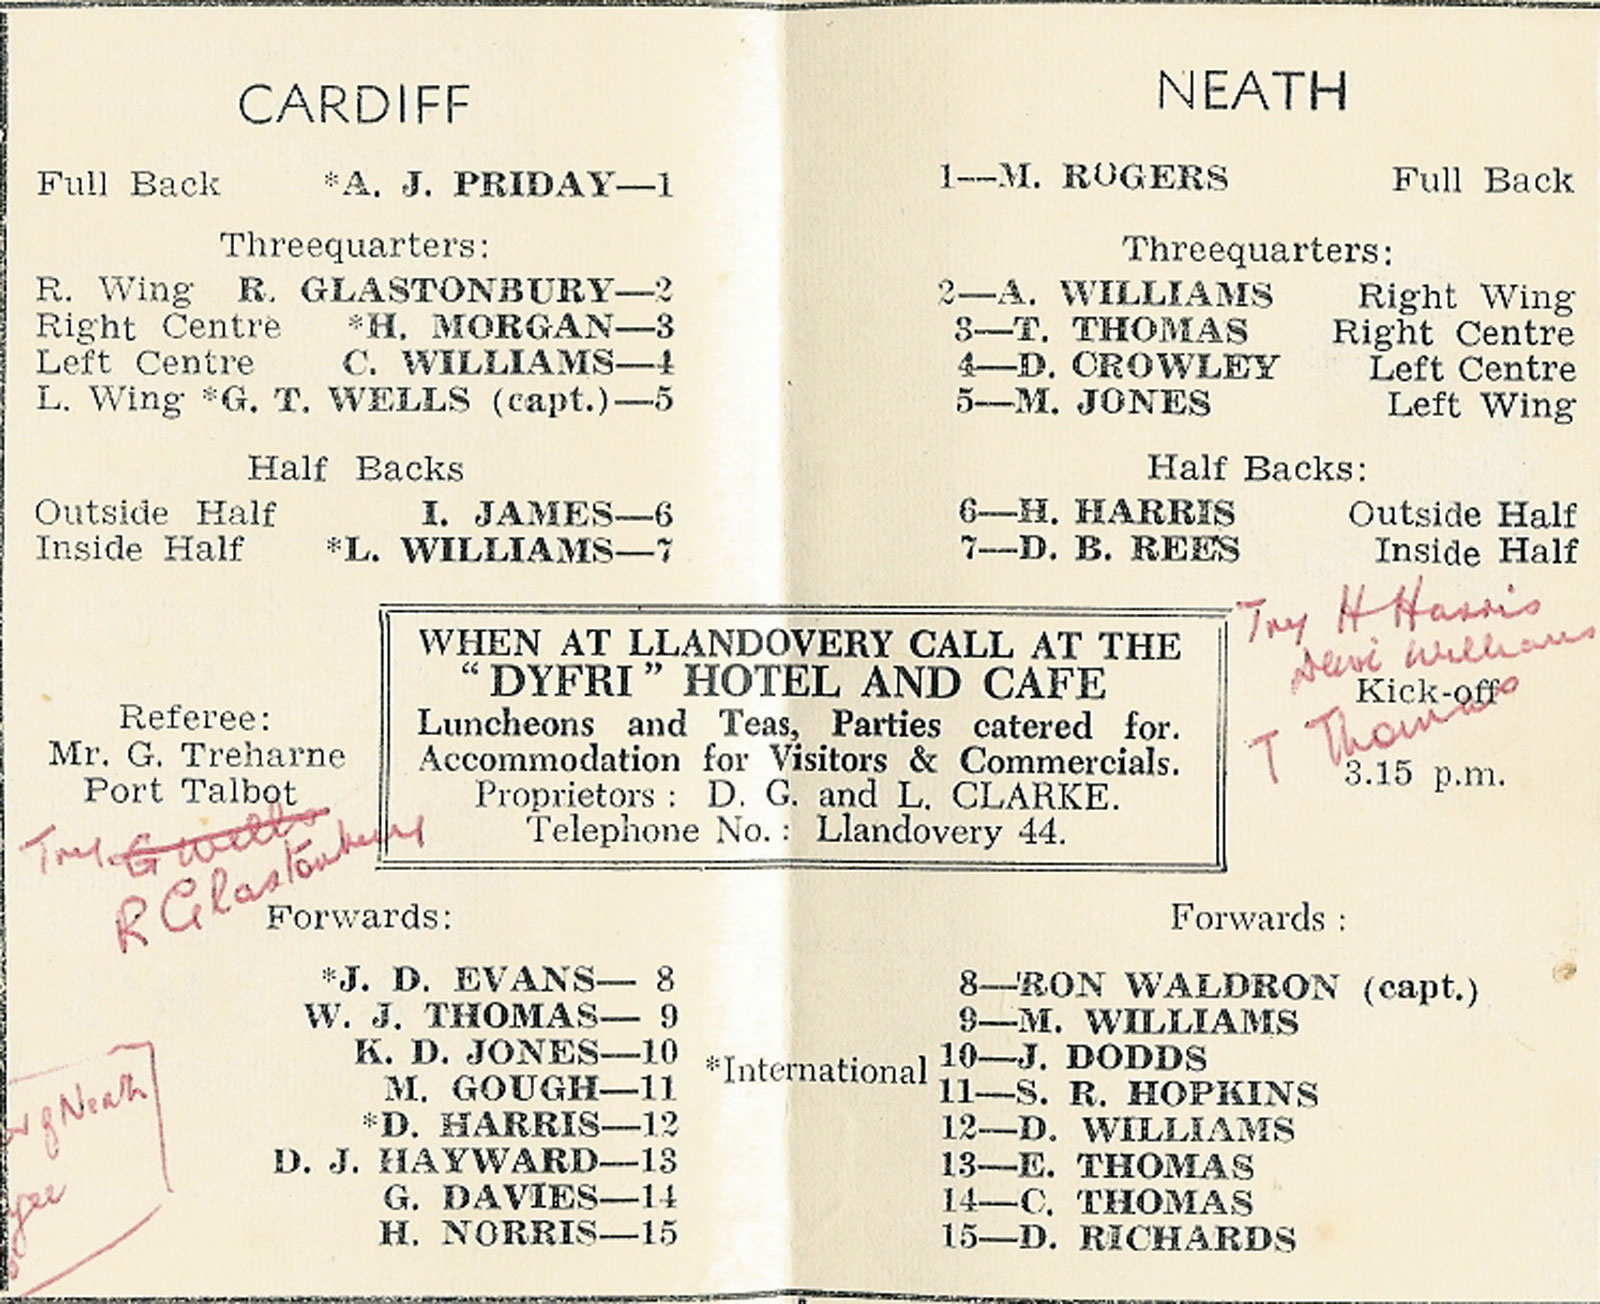 CARDIFF
Full Back *A. J. PRIDAY—1
Threequarters:
R. Wing R. GLASTONBURY—2
Right Centre *H. MORGAN—3
Left Centre C. WILLIAMS—4
L. Wing *G. T. WELLS (capt.)—5
Half Backs
Outside Half I. JAMES—6
Inside Half *L. WILLIAMS—7
NEATH
1—M. ROGERS Full Back
Threequarters:
2—A. WILLIAMS Right Wing
3—T. THOMAS Right Centre
4—D. CROWLEY Left Centre
5—M. JONES Left Wing
Half Backs:
6—H. HARRIS Outside Half
7—D. B. REES Inside Half
WHEN AT LLANDOVERY CALL AT THE
“DYFRI” HOTEL AND CAFE
Luncheons and Teas, Parties catered for.
Accommodation for Visitors & Commercials.
Proprietors : D. G. and L. CLARKE.
Telephone No. : Llandovery 44.
Referee:
Mr. G. Treharne
Port Talbot
Try G Wells
R Glastonbury
Try H Harris
Williams
Kick-off
T Thomas
3.15 p.m.
Forwards:
*J. D. EVANS— 8
W. J. THOMAS— 9
K. D. JONES—10
M. GOUGH—11
*D. HARRIS—12
D. J. HAYWARD—13
G. DAVIES—14
H. NORRIS—15
*International
Forwards :
8—RON WALDRON (capt.)
9—M. WILLIAMS
10—J. DODDS
11—S. R. HOPKINS
12—D. WILLIAMS
13—E. THOMAS
14—C. THOMAS
15—D. RICHARDS
Neath